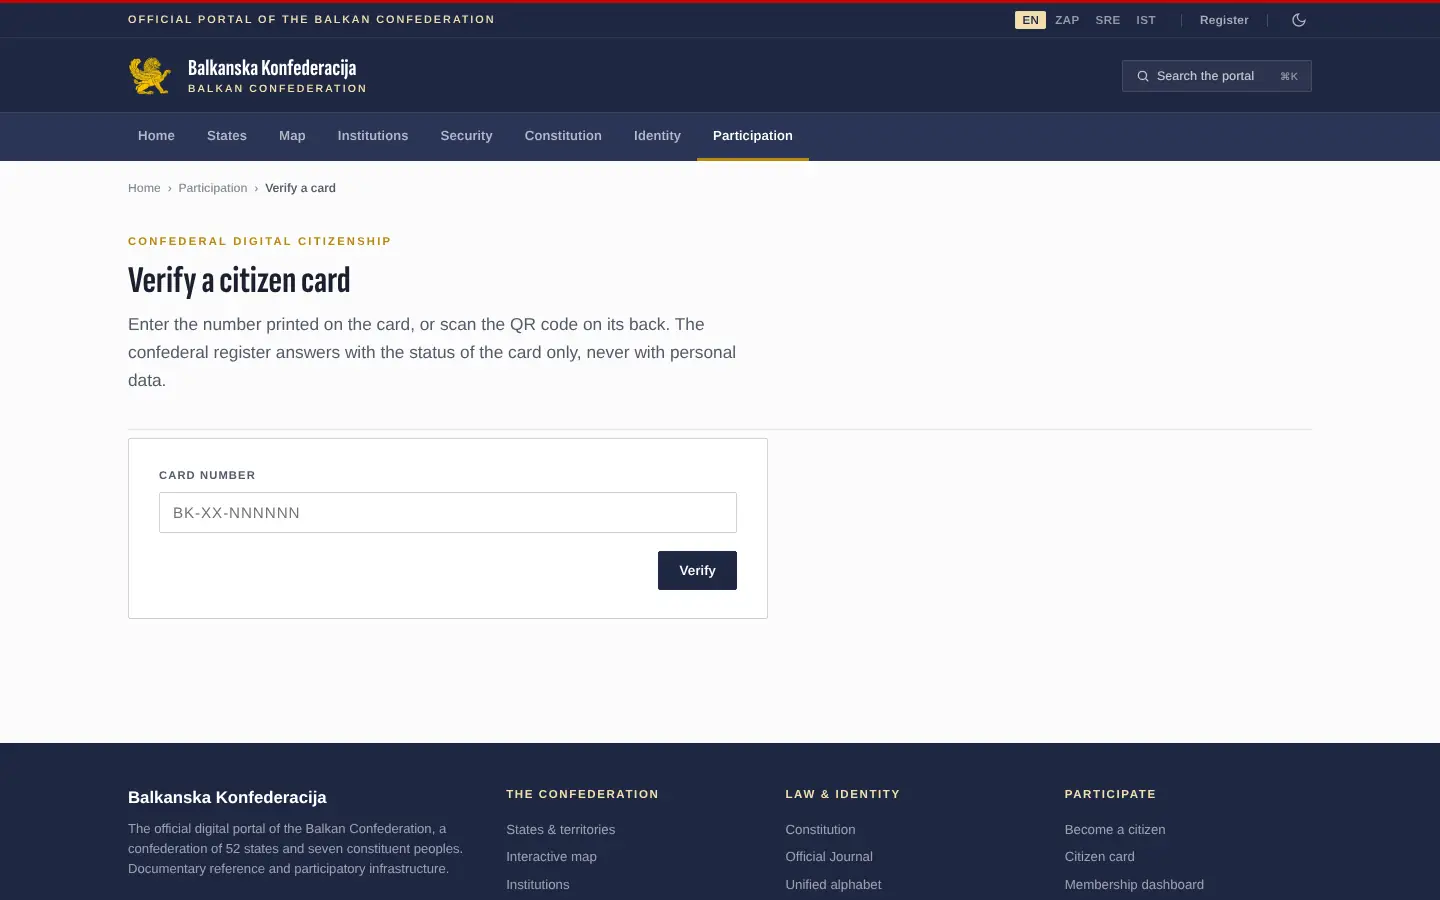 OFFICIAL PORTAL OF THE BALKAN CONFEDERATION
EN ZAP SRE IST Register
Balkanska Konfederacija
BALKAN CONFEDERATION
Search the portal ⌘K
Home States Map Institutions Security Constitution Identity Participation
Home › Participation › Verify a card
CONFEDERAL DIGITAL CITIZENSHIP
Verify a citizen card
Enter the number printed on the card, or scan the QR code on its back. The
confederal register answers with the status of the card only, never with personal
data.
CARD NUMBER
BK-XX-NNNNNN
Verify
Balkanska Konfederacija
The official digital portal of the Balkan Confederation, a
confederation of 52 states and seven constituent peoples.
Documentary reference and participatory infrastructure.
THE CONFEDERATION
States & territories
Interactive map
Institutions
LAW & IDENTITY
Constitution
Official Journal
Unified alphabet
PARTICIPATE
Become a citizen
Citizen card
Membership dashboard